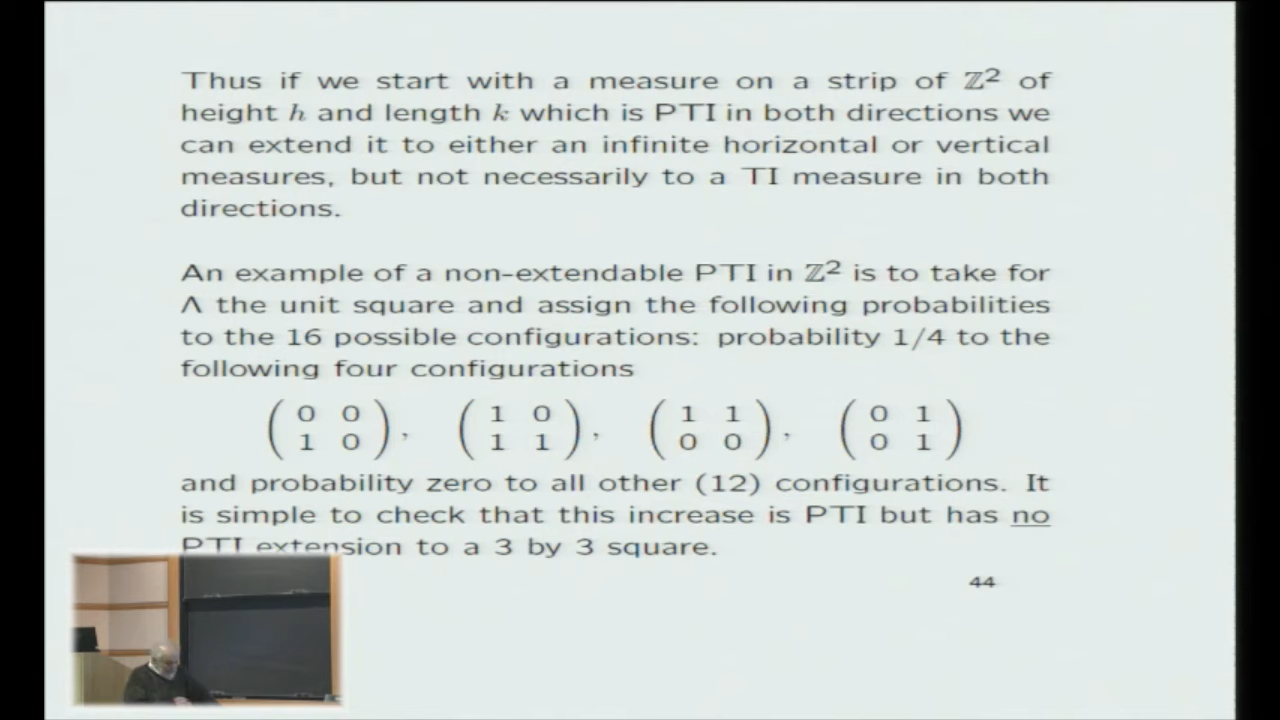 Thus if we start with a measure on a strip of ℤ² of
height h and length k which is PTI in both directions we
can extend it to either an infinite horizontal or vertical
measures, but not necessarily to a TI measure in both
directions.
An example of a non-extendable PTI in ℤ² is to take for
Λ the unit square and assign the following probabilities
to the 16 possible configurations: probability 1/4 to the
following four configurations
( 0 0 ) , ( 1 0 ) , ( 1 1 ) , ( 0 1 )
( 1 0 ) ( 1 1 ) ( 0 0 ) ( 0 1 )
and probability zero to all other (12) configurations. It
is simple to check that this increase is PTI but has no
PTI extension to a 3 by 3 square.
44